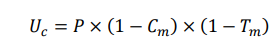 U_c = P × (1 − C_m) × (1 − T_m)